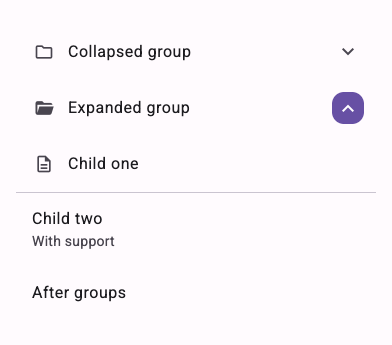 Collapsed group
Expanded group
Child one
Child two
With support
After groups